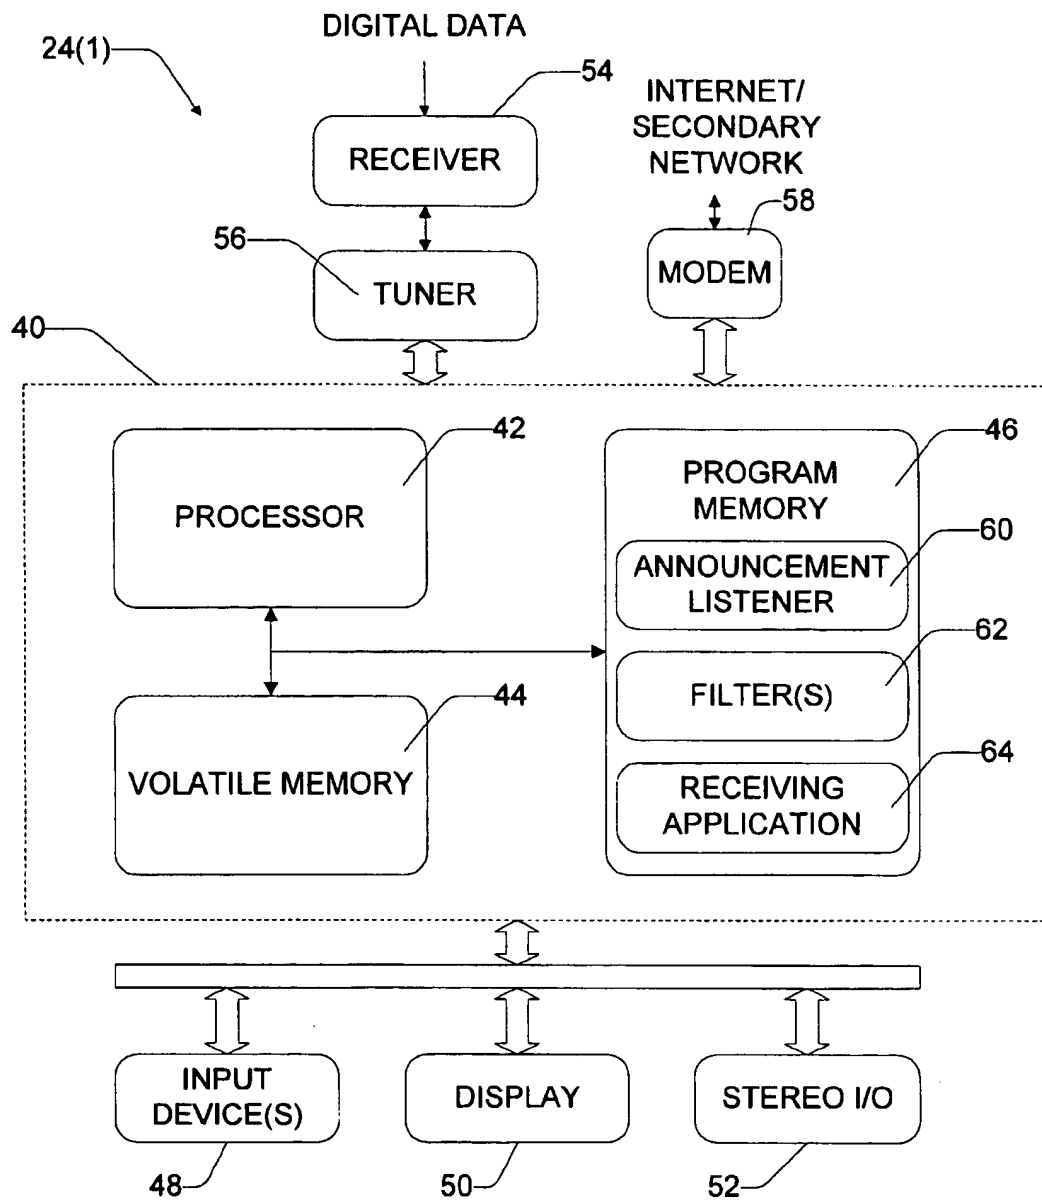 DIGITAL DATA
24(1)
54
INTERNET/
SECONDARY
NETWORK
RECEIVER
58
56
TUNER
MODEM
40
42
46
PROCESSOR
PROGRAM
MEMORY
60
ANNOUNCEMENT
LISTENER
62
FILTER(S)
44
VOLATILE MEMORY
64
RECEIVING
APPLICATION
INPUT
DEVICE(S)
DISPLAY
STEREO I/O
48
50
52